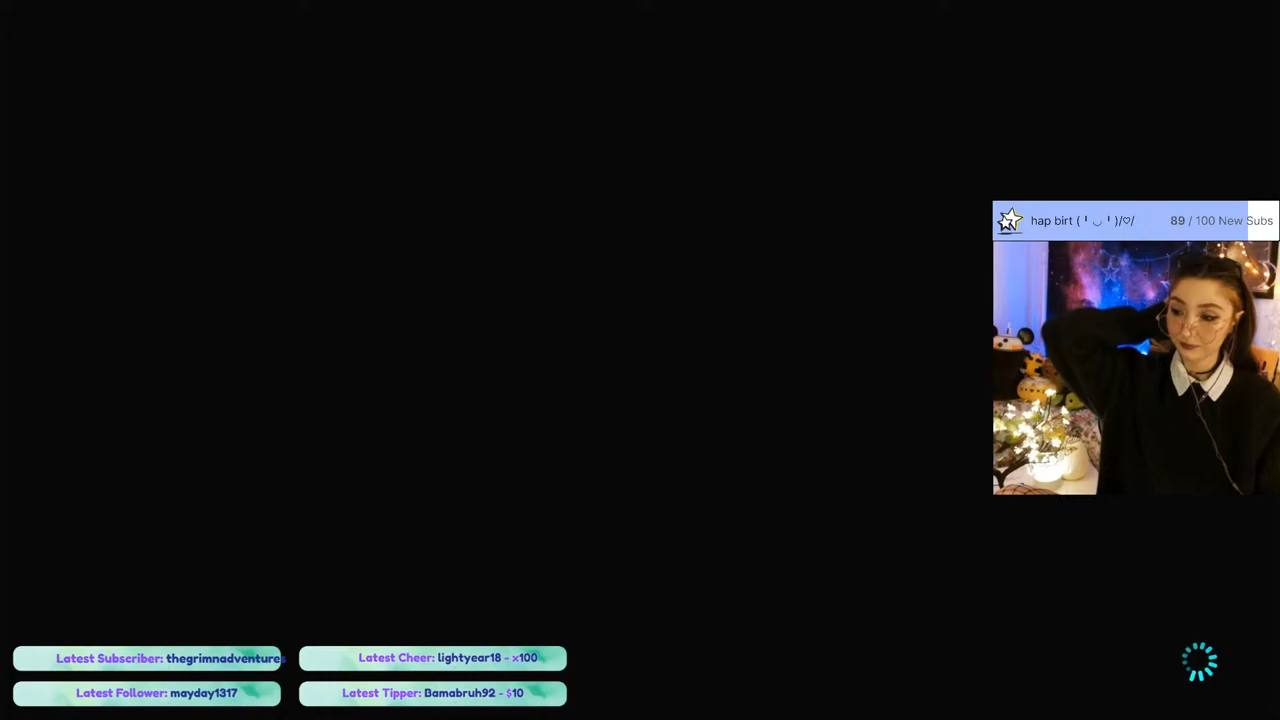 hap birt ( ╹ ◡ ╹ )/♡/ 89 / 100 New Subs
Latest Subscriber: thegrimnadventures
Latest Cheer: lightyear18 - x100
Latest Follower: mayday1317
Latest Tipper: Bamabruh92 - $10